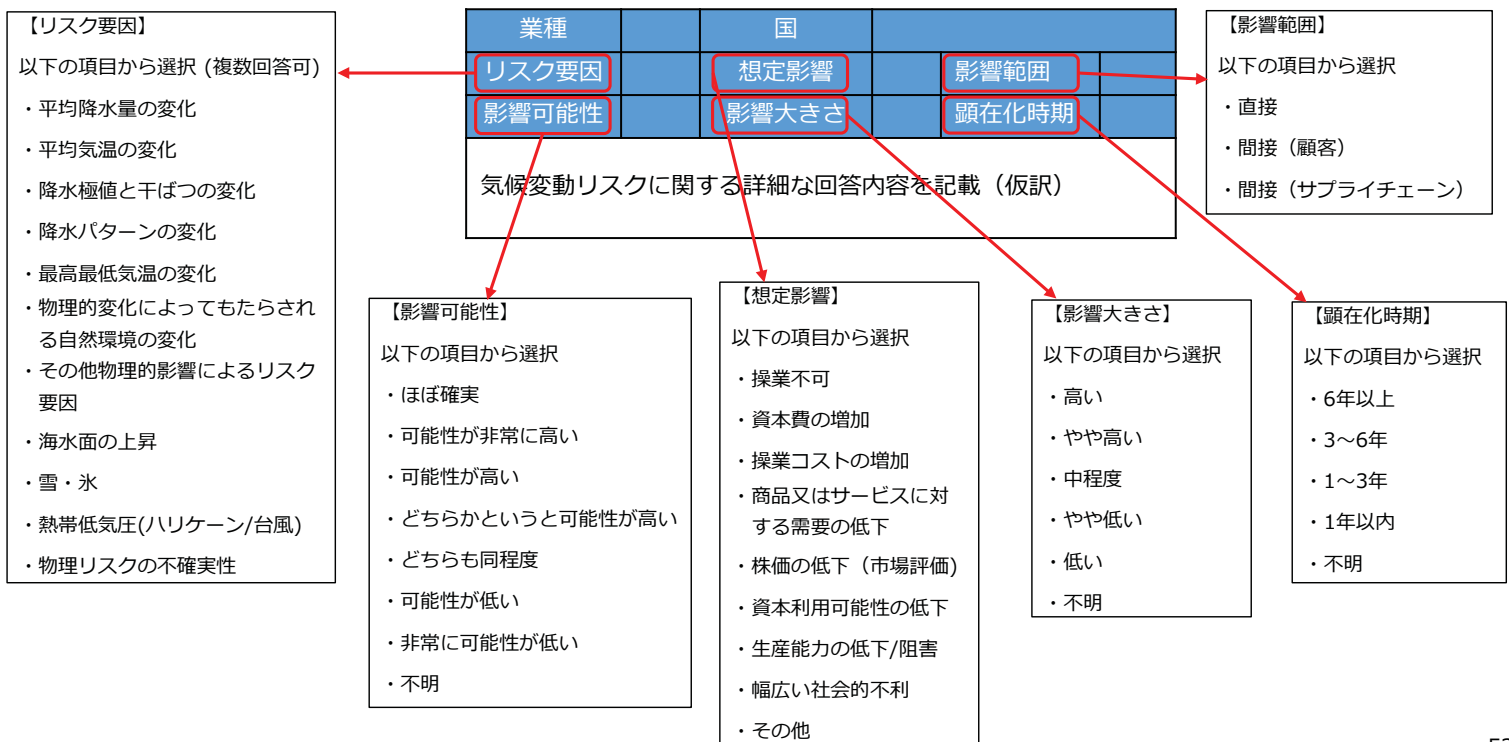 【リスク要因】
以下の項目から選択 (複数回答可)
・平均降水量の変化
・平均気温の変化
・降水極値と干ばつの変化
・降水パターンの変化
・最高最低気温の変化
・物理的変化によってもたらされ
る自然環境の変化
・その他物理的影響によるリスク
要因
・海水面の上昇
・雪・氷
・熱帯低気圧(ハリケーン/台風)
・物理リスクの不確実性
業種 国
リスク要因 想定影響 影響範囲
影響可能性 影響大きさ 顕在化時期
気候変動リスクに関する詳細な回答内容を記載（仮訳）
【影響範囲】
以下の項目から選択
・直接
・間接（顧客）
・間接（サプライチェーン）
【影響可能性】
以下の項目から選択
・ほぼ確実
・可能性が非常に高い
・可能性が高い
・どちらかというと可能性が高い
・どちらも同程度
・可能性が低い
・非常に可能性が低い
・不明
【想定影響】
以下の項目から選択
・操業不可
・資本費の増加
・操業コストの増加
・商品又はサービスに対
する需要の低下
・株価の低下（市場評価)
・資本利用可能性の低下
・生産能力の低下/阻害
・幅広い社会的不利
・その他
【影響大きさ】
以下の項目から選択
・高い
・やや高い
・中程度
・やや低い
・低い
・不明
【顕在化時期】
以下の項目から選択
・6年以上
・3～6年
・1～3年
・1年以内
・不明